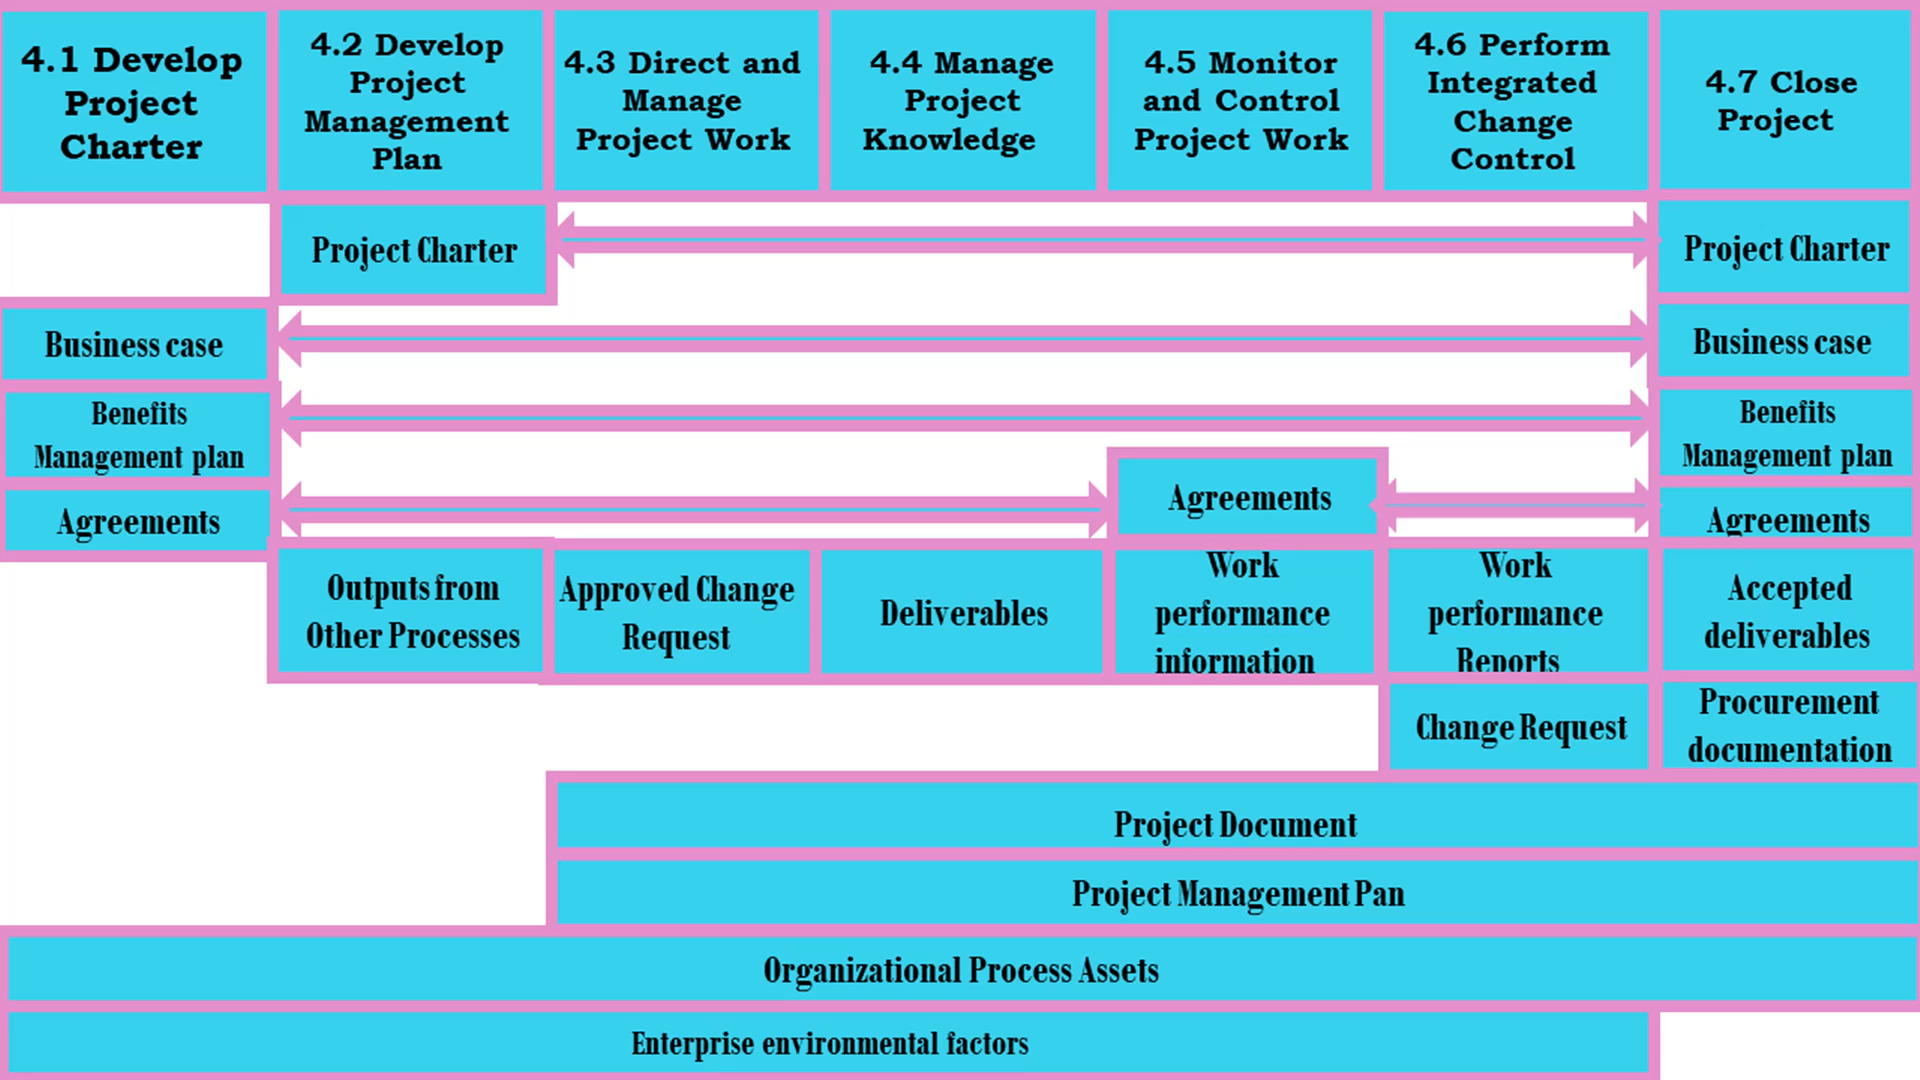 4.1 Develop
Project
Charter
4.2 Develop
Project
Management
Plan
4.3 Direct and
Manage
Project Work
4.4 Manage
Project
Knowledge
4.5 Monitor
and Control
Project Work
4.6 Perform
Integrated
Change
Control
4.7 Close
Project
Project Charter
Project Charter
Business case
Business case
Benefits
Management plan
Benefits
Management plan
Agreements
Agreements
Agreements
Outputs from
Other Processes
Approved Change
Request
Deliverables
Work
performance
information
Work
performance
Reports
Accepted
deliverables
Change Request
Procurement
documentation
Project Document
Project Management Pan
Organizational Process Assets
Enterprise environmental factors